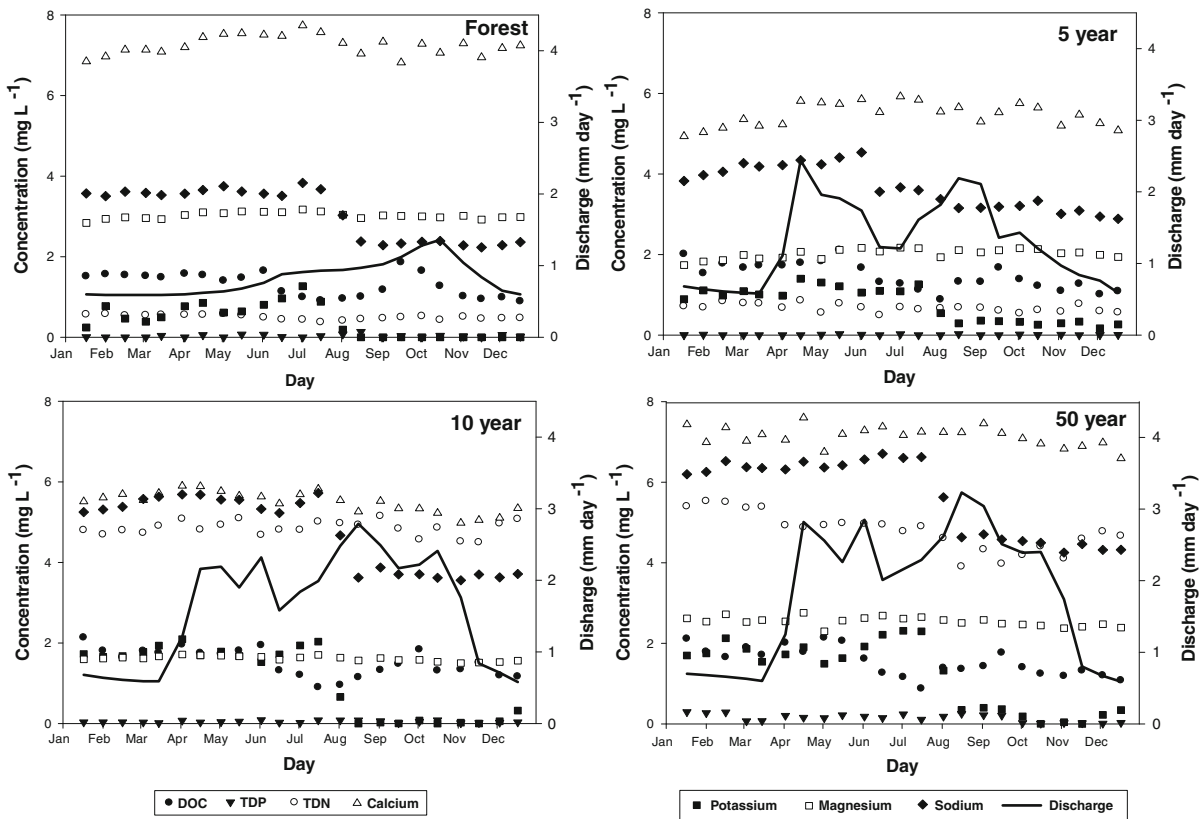 Forest
Concentration (mg L -1)
8
6
4
2
0
Disharge (mm day -1)
4
3
2
1
0
Jan Feb Mar Apr May Jun Jul Aug Sep Oct Nov Dec
Day
5 year
Concentration (mg L -1)
8
6
4
2
0
Discharge (mm day -1)
4
3
2
1
0
Jan Feb Mar Apr May Jun Jul Aug Sep Oct Nov Dec
Day
10 year
Concentration (mg L -1)
8
6
4
2
0
Disharge (mm day -1)
4
3
2
1
0
Jan Feb Mar Apr May Jun Jul Aug Sep Oct Nov Dec
Day
50 year
Concentration (mg L -1)
8
6
4
2
0
Discharge (mm day -1)
4
3
2
1
0
Jan Feb Mar Apr May Jun Jul Aug Sep Oct Nov Dec
Day
DOC TDP TDN Calcium
Potassium Magnesium Sodium Discharge